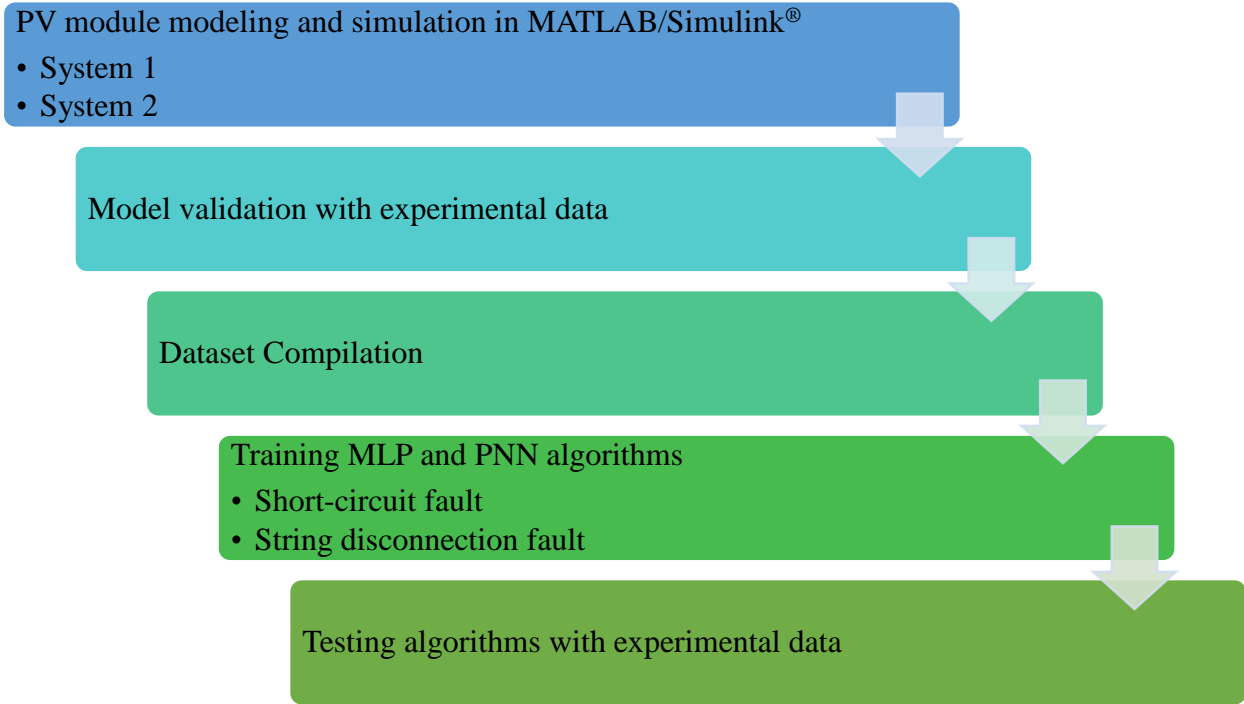 PV module modeling and simulation in MATLAB/Simulink®
• System 1
• System 2
Model validation with experimental data
Dataset Compilation
Training MLP and PNN algorithms
• Short-circuit fault
• String disconnection fault
Testing algorithms with experimental data